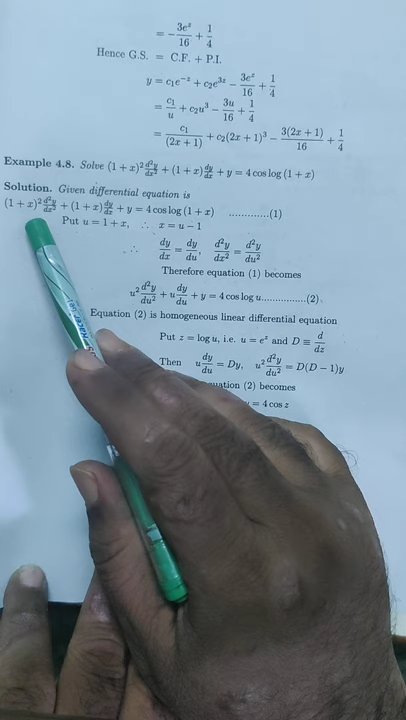 = -3e^z/16 + 1/4
Hence G.S. = C.F. + P.I.
y = c₁e^{-z} + c₂e^{3z} - 3e^z/16 + 1/4
= c₁/u + c₂u³ - 3u/16 + 1/4
= c₁/(2x + 1) + c₂(2x + 1)³ - 3(2x + 1)/16 + 1/4
Example 4.8. Solve (1 + x)² d²y/dx² + (1 + x) dy/dx + y = 4 cos log (1 + x)
Solution. Given differential equation is
(1 + x)² d²y/dx² + (1 + x) dy/dx + y = 4 cos log (1 + x) .............(1)
Put u = 1 + x, ∴ x = u - 1
∴ dy/dx = dy/du, d²y/dx² = d²y/du²
Therefore equation (1) becomes
u² d²y/du² + u dy/du + y = 4 cos log u................(2)
Equation (2) is homogeneous linear differential equation
Put z = log u, i.e. u = e^z and D ≡ d/dz
Then u dy/du = Dy, u² d²y/du² = D(D - 1)y
equation (2) becomes
= 4 cos z